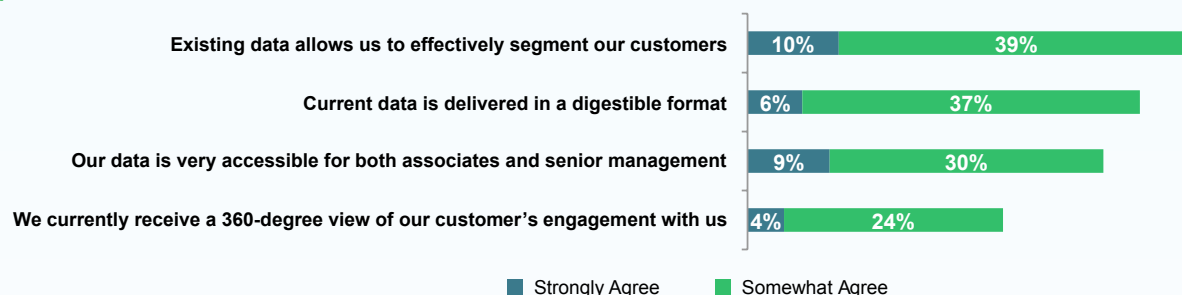 Existing data allows us to effectively segment our customers
10% 39%
Current data is delivered in a digestible format
6% 37%
Our data is very accessible for both associates and senior management
9% 30%
We currently receive a 360-degree view of our customer’s engagement with us
4% 24%
Strongly Agree Somewhat Agree